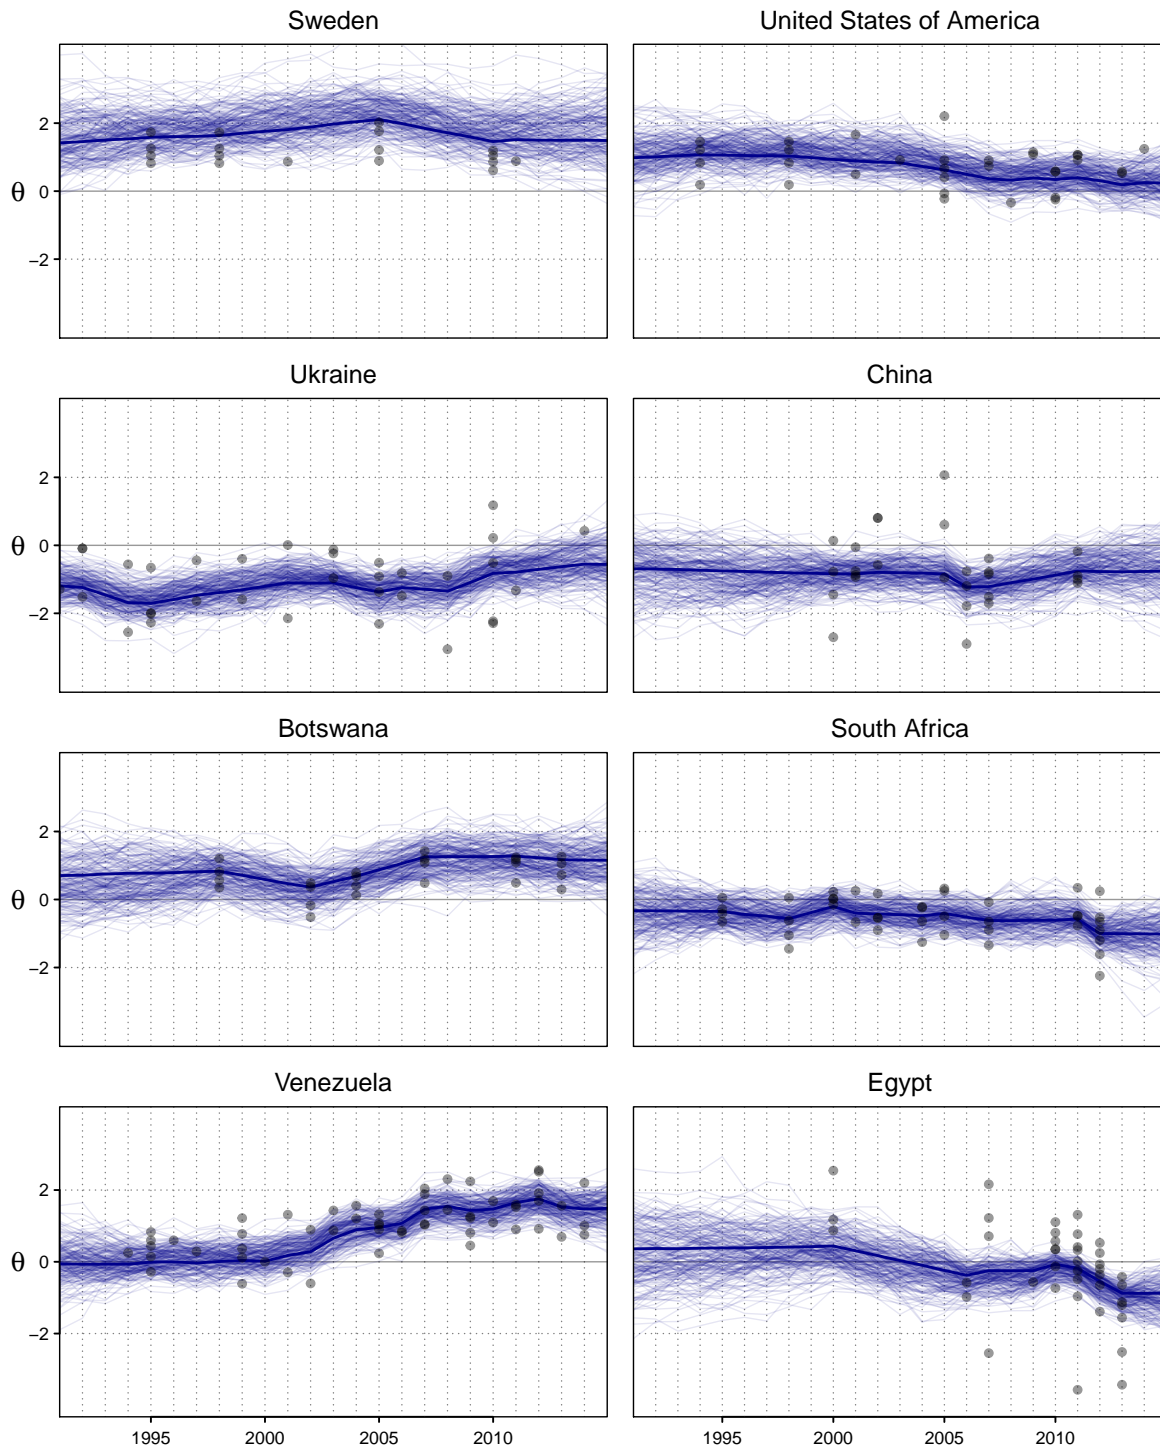 Sweden
United States of America
2
θ 0
−2
Ukraine
China
2
θ 0
−2
Botswana
South Africa
2
θ 0
−2
Venezuela
Egypt
2
θ 0
−2
1995 2000 2005 2010
1995 2000 2005 2010